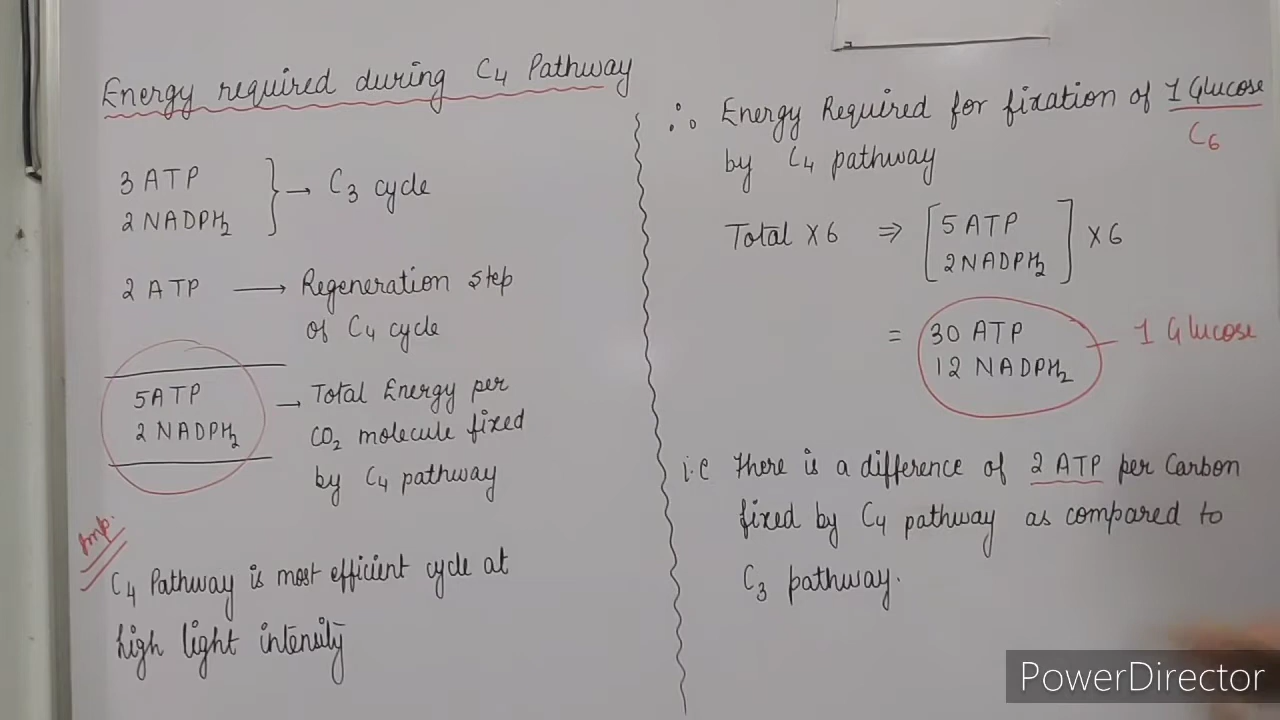 Energy required during C4 Pathway
3 ATP
2 NADPH2
} → C3 cycle
2 ATP → Regeneration step
of C4 cycle
5 ATP
2 NADPH2
→ Total Energy per
CO2 molecule fixed
by C4 pathway
Imp.
C4 Pathway is most efficient cycle at
high light intensity
∴ Energy Required for fixation of 1 Glucose
C6
by C4 pathway
Total x 6 ⇒ [5 ATP
2 NADPH2] x 6
= 30 ATP
12 NADPH2
— 1 Glucose
i.e There is a difference of 2 ATP per Carbon
fixed by C4 pathway as compared to
C3 pathway.
PowerDirector